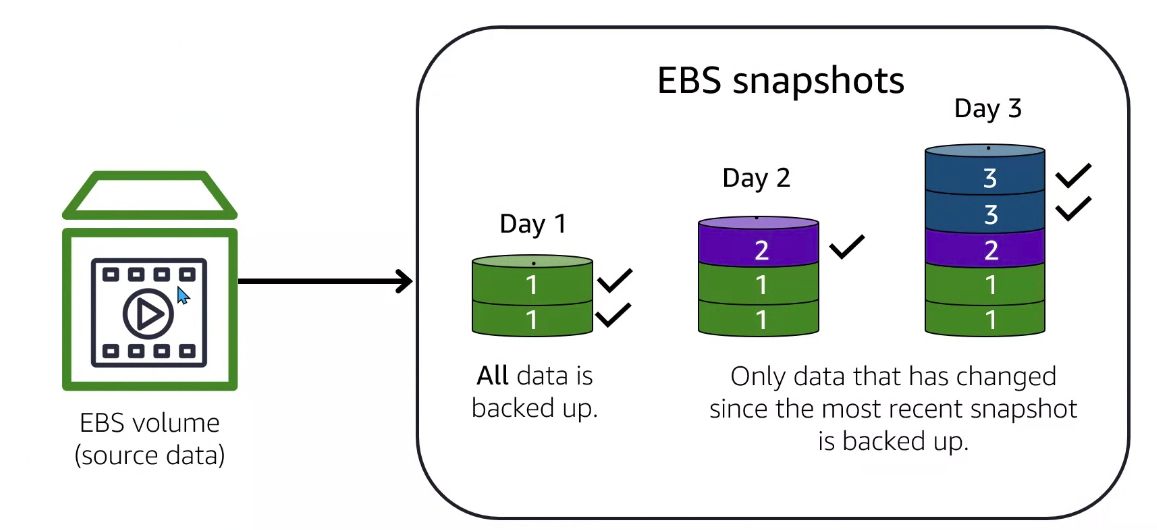 EBS snapshots
Day 1
Day 2
Day 3
1
1
2
1
1
3
3
2
1
1
All data is
backed up.
Only data that has changed
since the most recent snapshot
is backed up.
EBS volume
(source data)